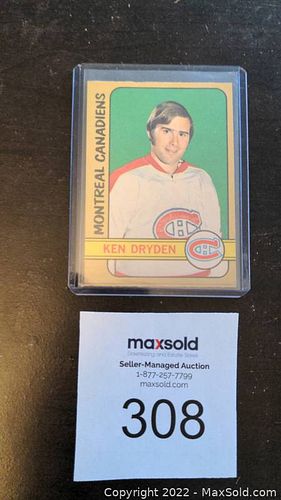 MONTREAL CANADIENS
KEN DRYDEN
maxsold
Downsizing and Estate Sales
Seller-Managed Auction
1-877-257-7799
maxsold.com
308
Copyright © 2022 - MaxSold.com